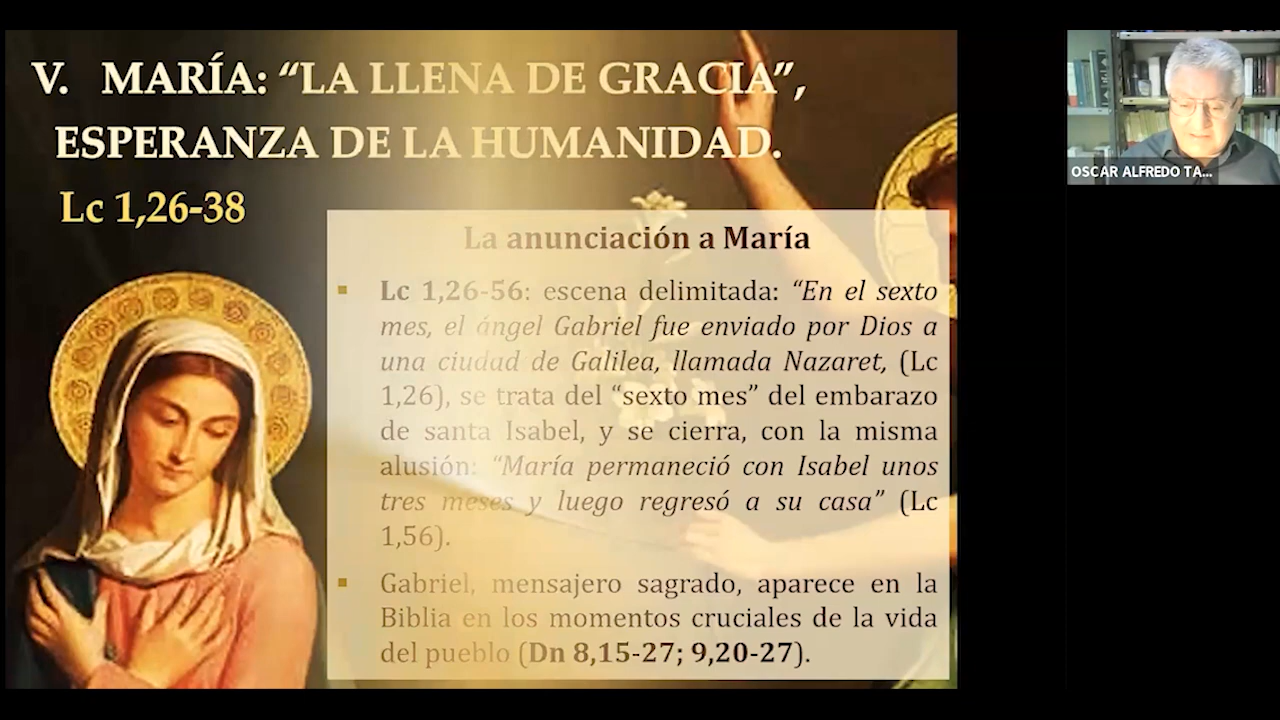 V. MARÍA: “LA LLENA DE GRACIA”,
ESPERANZA DE LA HUMANIDAD.
Lc 1,26-38
La anunciación a María
▪ Lc 1,26-56: escena delimitada: “En el sexto
mes, el ángel Gabriel fue enviado por Dios a
una ciudad de Galilea, llamada Nazaret, (Lc
1,26), se trata del “sexto mes” del embarazo
de santa Isabel, y se cierra, con la misma
alusión: “María permaneció con Isabel unos
tres meses y luego regresó a su casa” (Lc
1,56).
▪ Gabriel, mensajero sagrado, aparece en la
Biblia en los momentos cruciales de la vida
del pueblo (Dn 8,15-27; 9,20-27).
OSCAR ALFREDO TA...